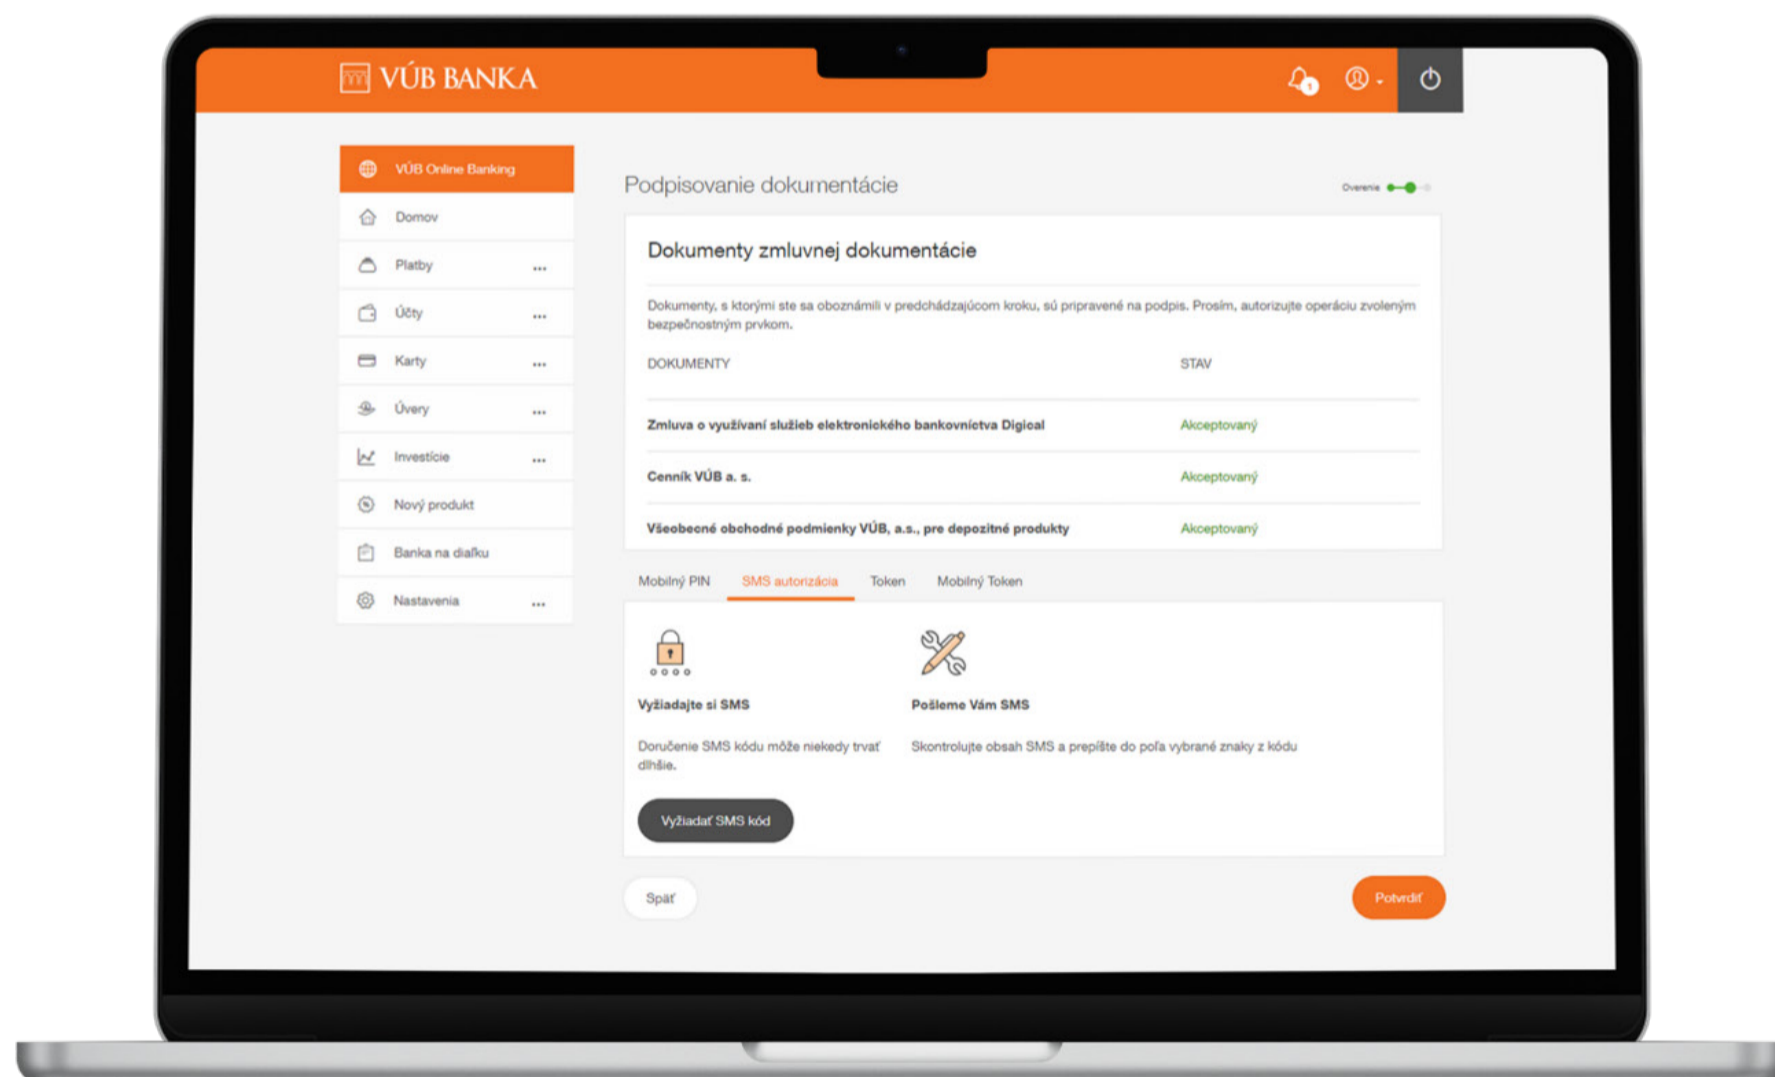 VÚB BANKA
1
VÚB Online Banking
Domov
Platby
Účty
Karty
Úvery
Investície
Nový produkt
Banka na diaľku
Nastavenia
Podpisovanie dokumentácie
Overenie
Dokumenty zmluvnej dokumentácie
Dokumenty, s ktorými ste sa oboznámili v predchádzajúcom kroku, sú pripravené na podpis. Prosím, autorizujte operáciu zvoleným
bezpečnostným prvkom.
DOKUMENTY STAV
Zmluva o využívaní služieb elektronického bankovníctva Digical Akceptovaný
Cenník VÚB a. s. Akceptovaný
Všeobecné obchodné podmienky VÚB, a.s., pre depozitné produkty Akceptovaný
Mobilný PIN SMS autorizácia Token Mobilný Token
Vyžiadajte si SMS
Doručenie SMS kódu môže niekedy trvať
dlhšie.
Vyžiadať SMS kód
Pošleme Vám SMS
Skontrolujte obsah SMS a prepíšte do poľa vybrané znaky z kódu
Späť
Potvrdiť